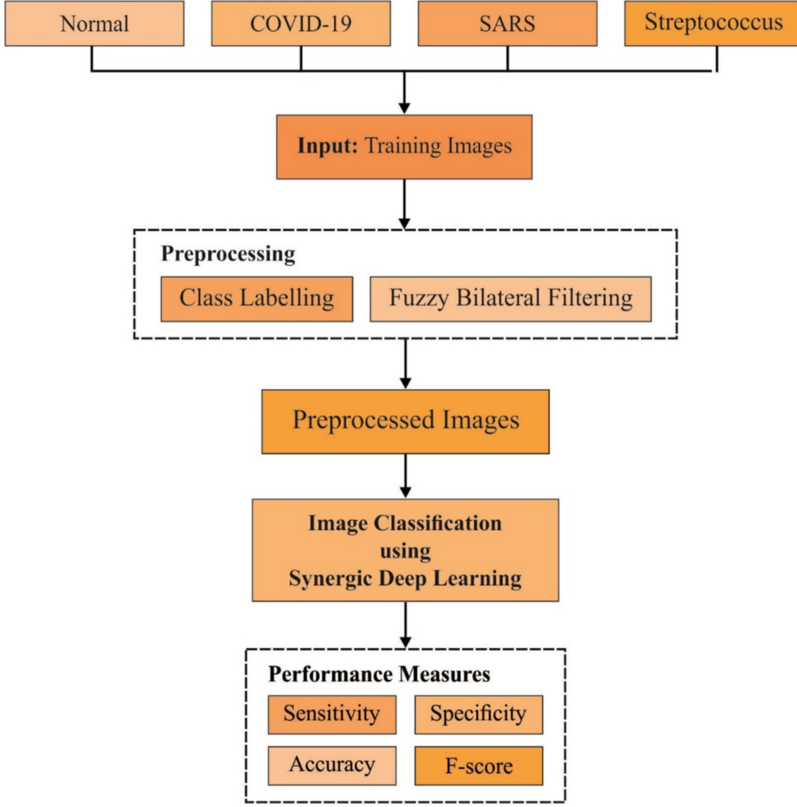 Normal
COVID-19
SARS
Streptococcus
Input: Training Images
Preprocessing
Class Labelling
Fuzzy Bilateral Filtering
Preprocessed Images
Image Classification
using
Synergic Deep Learning
Performance Measures
Sensitivity
Specificity
Accuracy
F-score